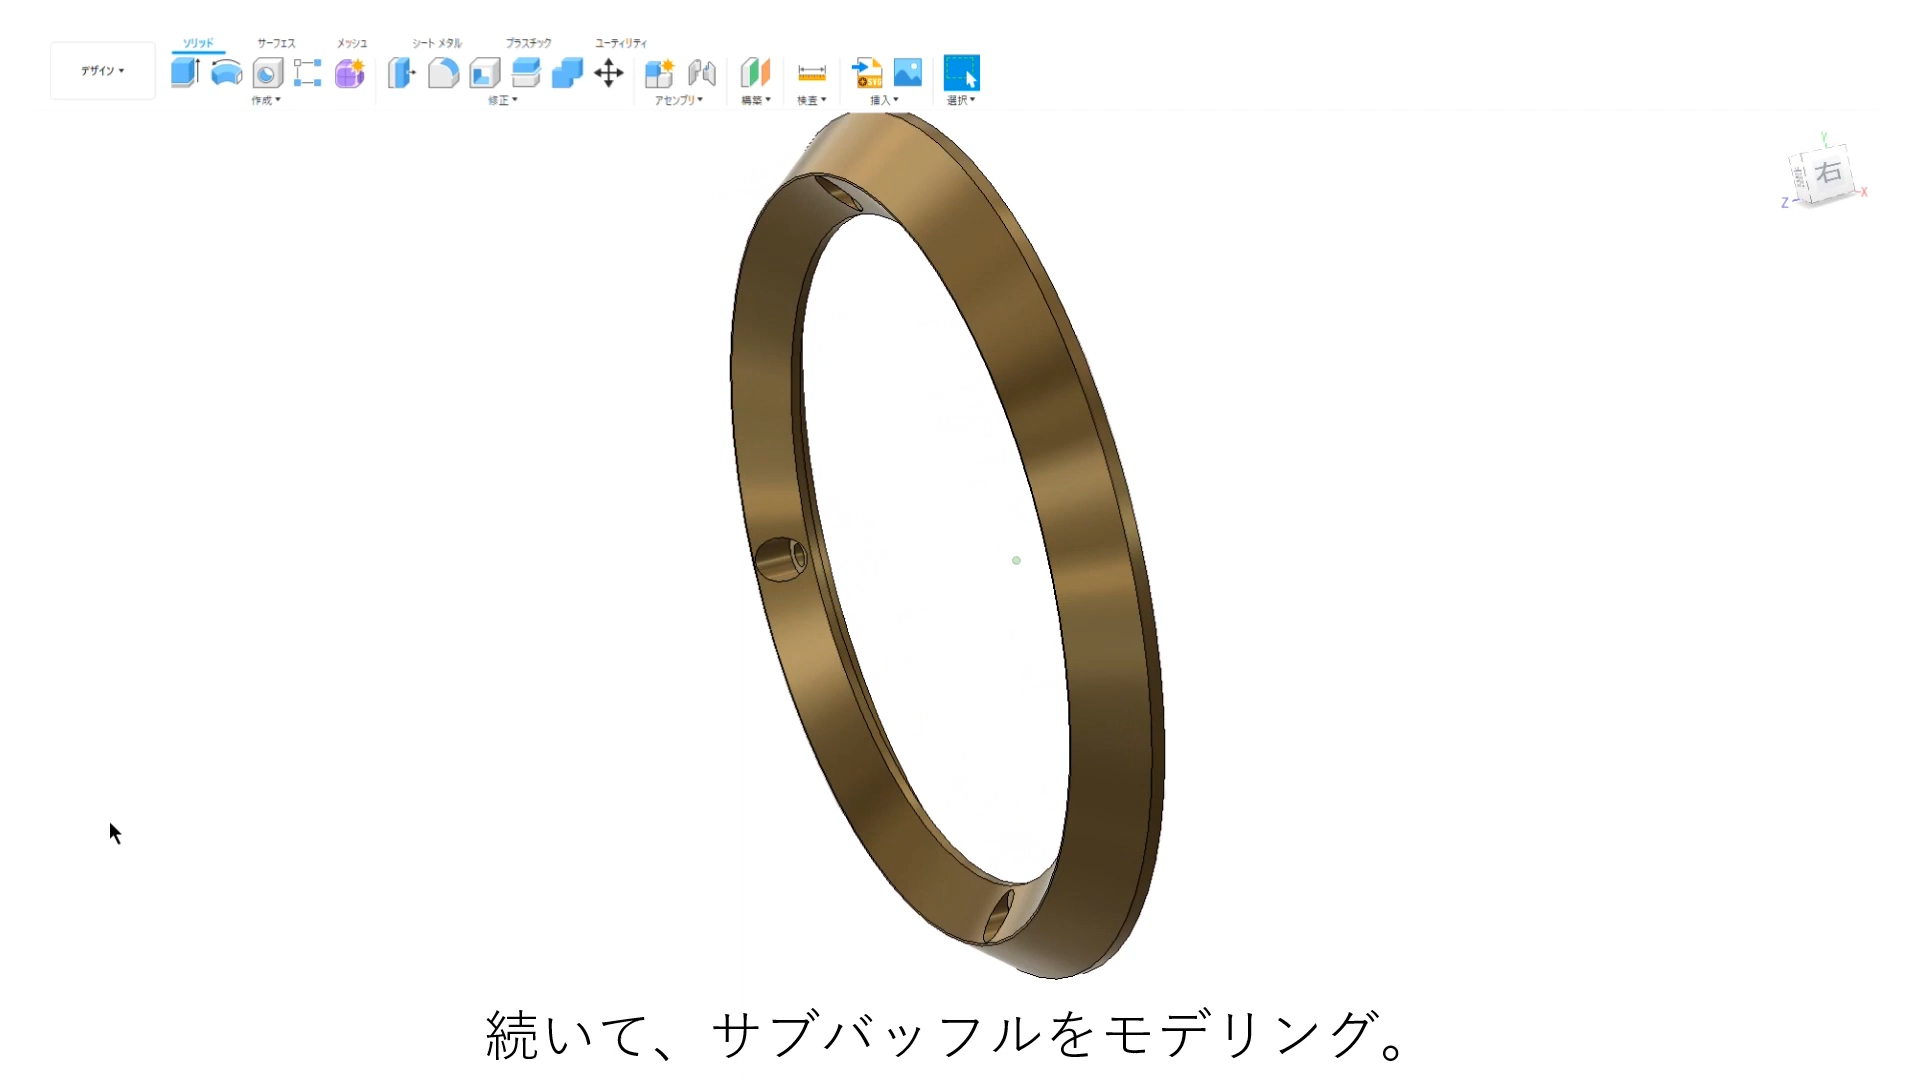 ソリッド サーフェス メッシュ シート メタル プラスチック ユーティリティ
デザイン
作成 修正 アセンブリ 構築 検査 挿入 選択
SVG
Y
右
Z X
続いて、サブバッフルをモデリング。